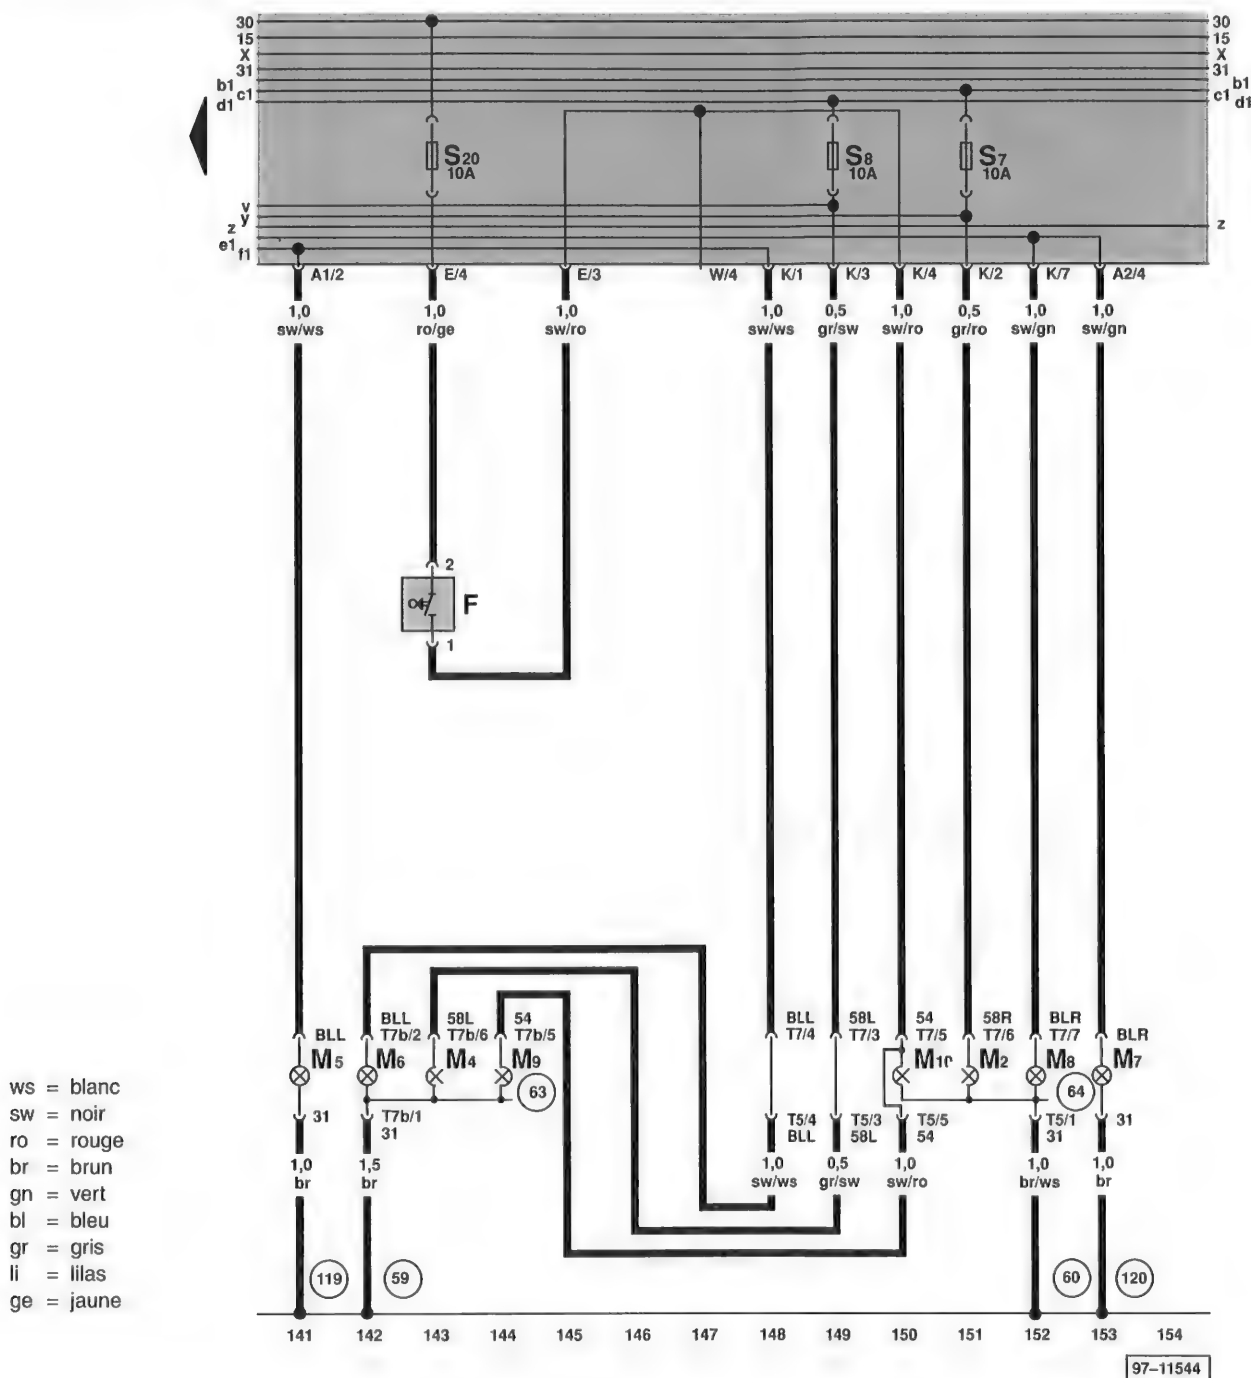 30 30
15 15
X X
31 31
b1 b1
c1 c1
d1 d1
S20 S8 S7
10A 10A 10A
v
y
z z
e1
f1
A1/2 E/4 E/3 W/4 K/1 K/3 K/4 K/2 K/7 A2/4
1,0 1,0 1,0 1,0 0,5 1,0 0,5 1,0 1,0
sw/ws ro/ge sw/ro sw/ws gr/sw sw/ro gr/ro sw/gn sw/gn
2
F
1
BLL 58L 54 BLL 58L 54 58R BLR
BLL T7b/2 T7b/6 T7b/5 T7/4 T7/3 T7/5 T7/6 T7/7 BLR
M5 M6 M4 M9 M10 M2 M8 M7
63 64
31 T7b/1 T5/4 T5/3 T5/5 T5/1 31
31 BLL 58L 54 31
1,0 1,5 1,0 0,5 1,0 1,0 1,0
br br sw/ws gr/sw sw/ro br/ws br
ws = blanc
sw = noir
ro = rouge
br = brun
gn = vert
bl = bleu
gr = gris
li = lilas
ge = jaune
119 59 60 120
141 142 143 144 145 146 147 148 149 150 151 152 153 154
97-11544